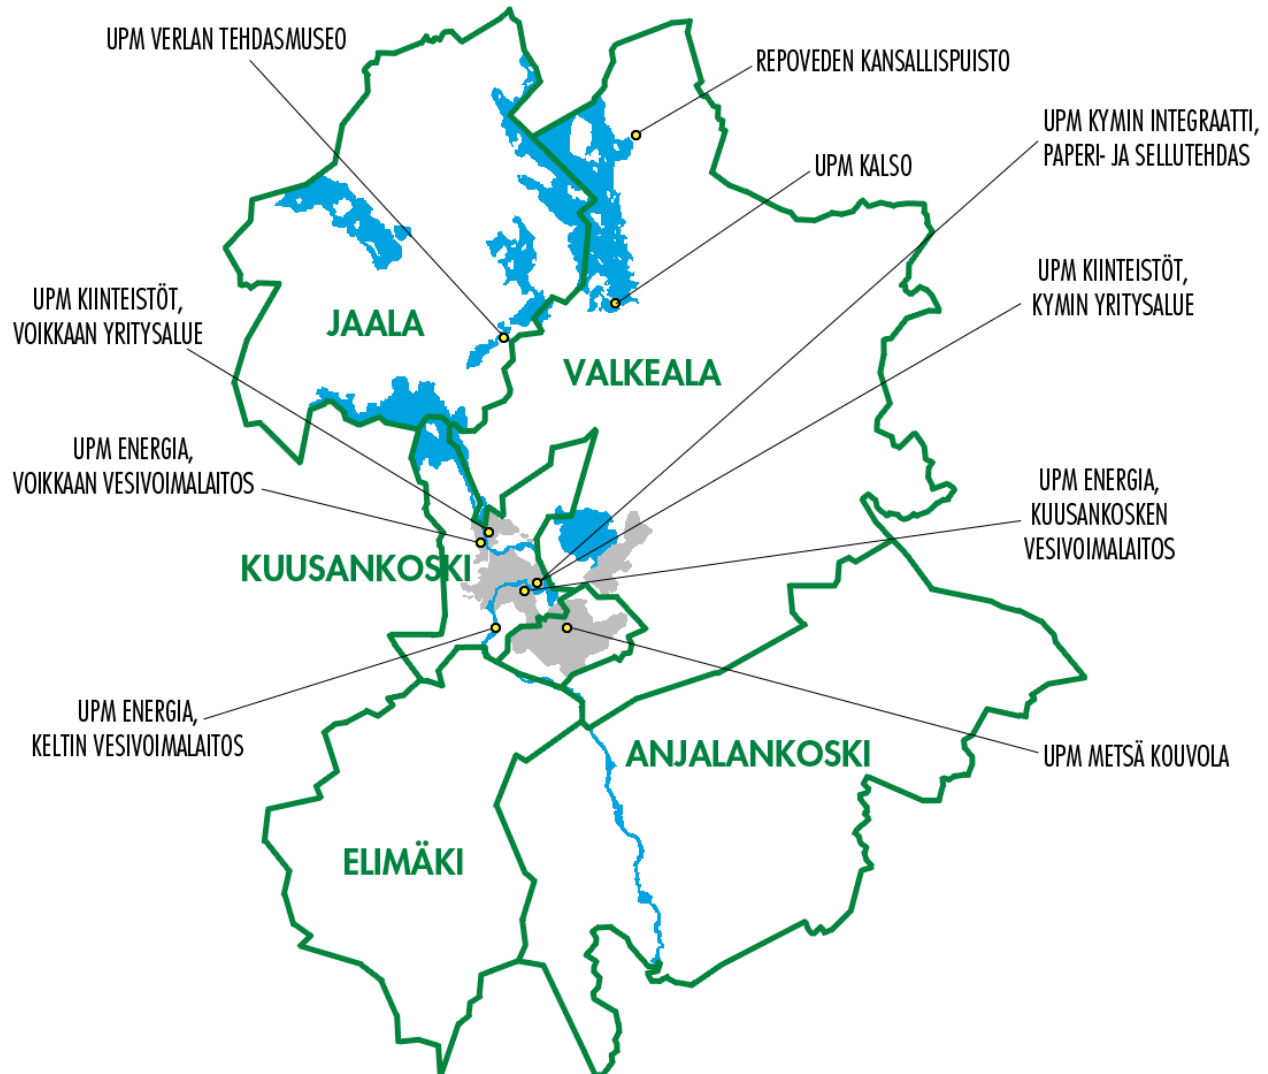 UPM VERLAN TEHDASMUSEO
REPOVEDEN KANSALLISPUISTO
UPM KYMIN INTEGRAATTI,
PAPERI- JA SELLUTEHDAS
UPM KALSO
UPM KIINTEISTÖT,
KYMIN YRITYSALUE
UPM KIINTEISTÖT,
VOIKKAAN YRITYSALUE
JAALA
VALKEALA
UPM ENERGIA,
VOIKKAAN VESIVOIMALAITOS
UPM ENERGIA,
KUUSANKOSKEN
VESIVOIMALAITOS
KUUSANKOSKI
UPM ENERGIA,
KELTIN VESIVOIMALAITOS
ANJALANKOSKI
UPM METSÄ KOUVOLA
ELIMÄKI